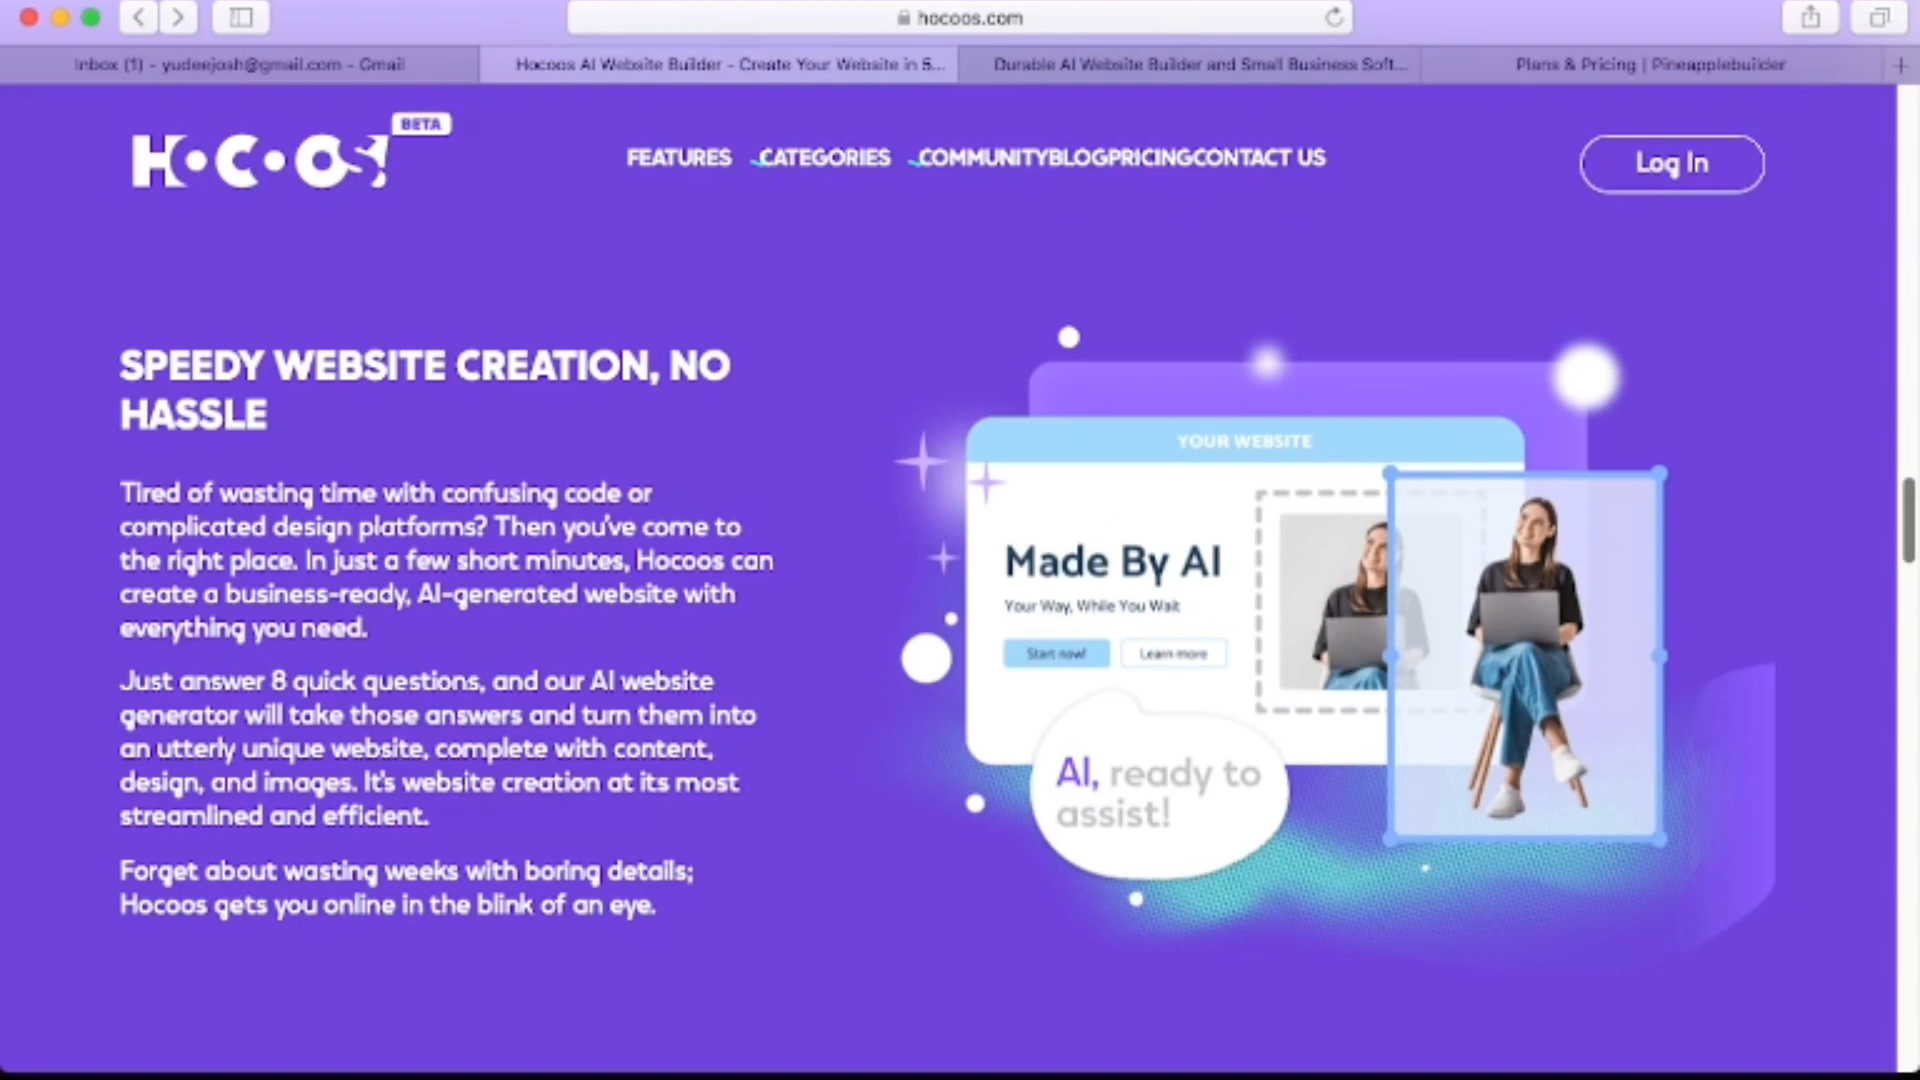 hocoos.com
Inbox (1) - yudeejosh@gmail.com - Gmail
Hocoos AI Website Builder - Create Your Website in 5...
Durable AI Website Builder and Small Business Soft...
Plans & Pricing | Pineapplebuilder
HOCOOS
BETA
FEATURES
CATEGORIES
COMMUNITYBLOGPRICINGCONTACT US
Log In
SPEEDY WEBSITE CREATION, NO
HASSLE
Tired of wasting time with confusing code or
complicated design platforms? Then you've come to
the right place. In just a few short minutes, Hocoos can
create a business-ready, AI-generated website with
everything you need.
Just answer 8 quick questions, and our AI website
generator will take those answers and turn them into
an utterly unique website, complete with content,
design, and images. It's website creation at its most
streamlined and efficient.
Forget about wasting weeks with boring details;
Hocoos gets you online in the blink of an eye.
YOUR WEBSITE
Made By AI
Your Way, While You Wait
Start now!
Learn more
AI, ready to
assist!